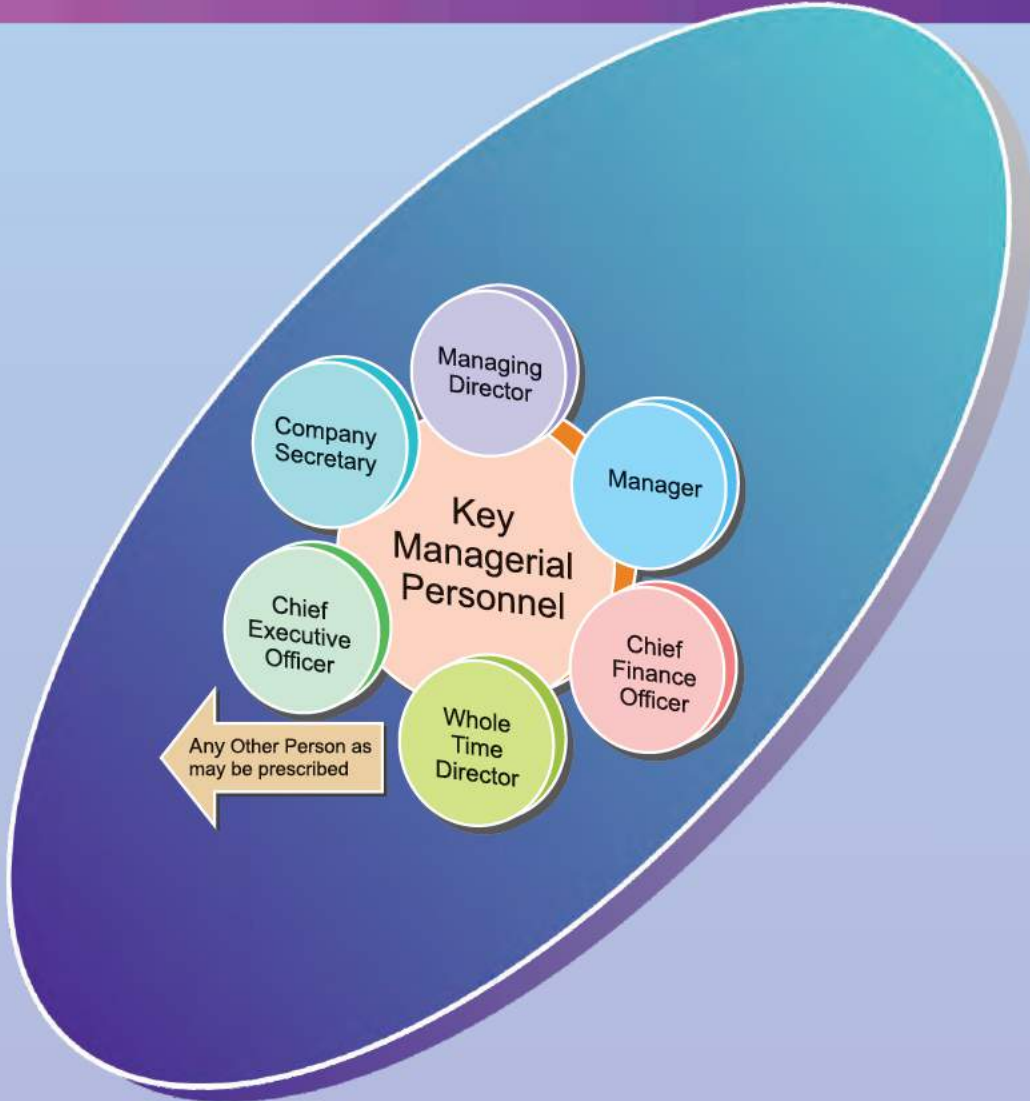 Key
Managerial
Personnel
Managing
Director
Manager
Chief
Finance
Officer
Whole
Time
Director
Chief
Executive
Officer
Company
Secretary
Any Other Person as
may be prescribed